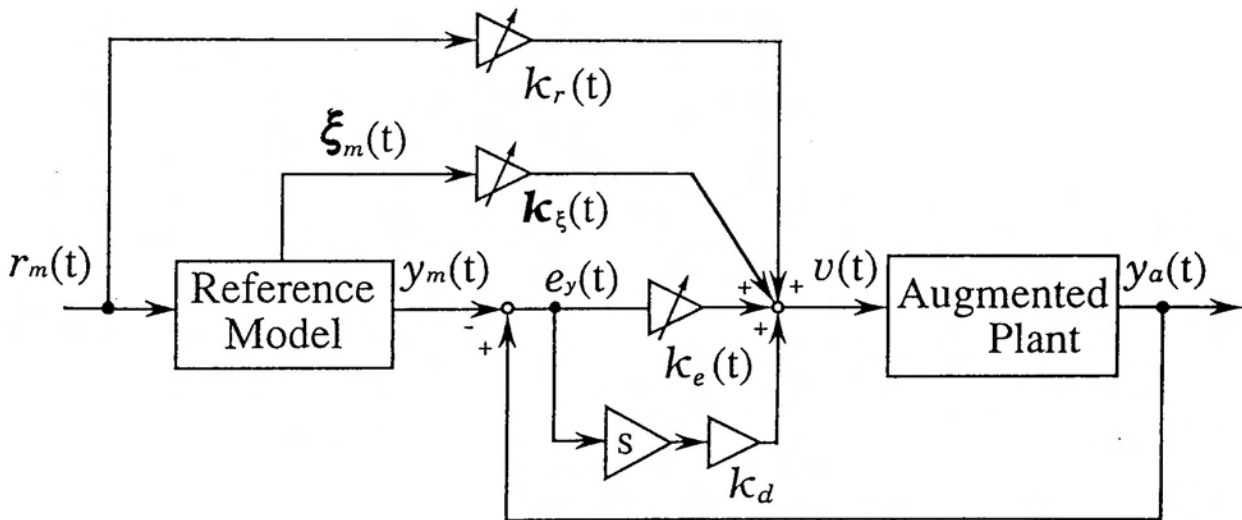 k_r(t)
ξ_m(t)
k_ξ(t)
r_m(t)
Reference
Model
y_m(t)
-
+
e_y(t)
k_e(t)
s
k_d
+
+
+
+
v(t)
Augmented
Plant
y_a(t)